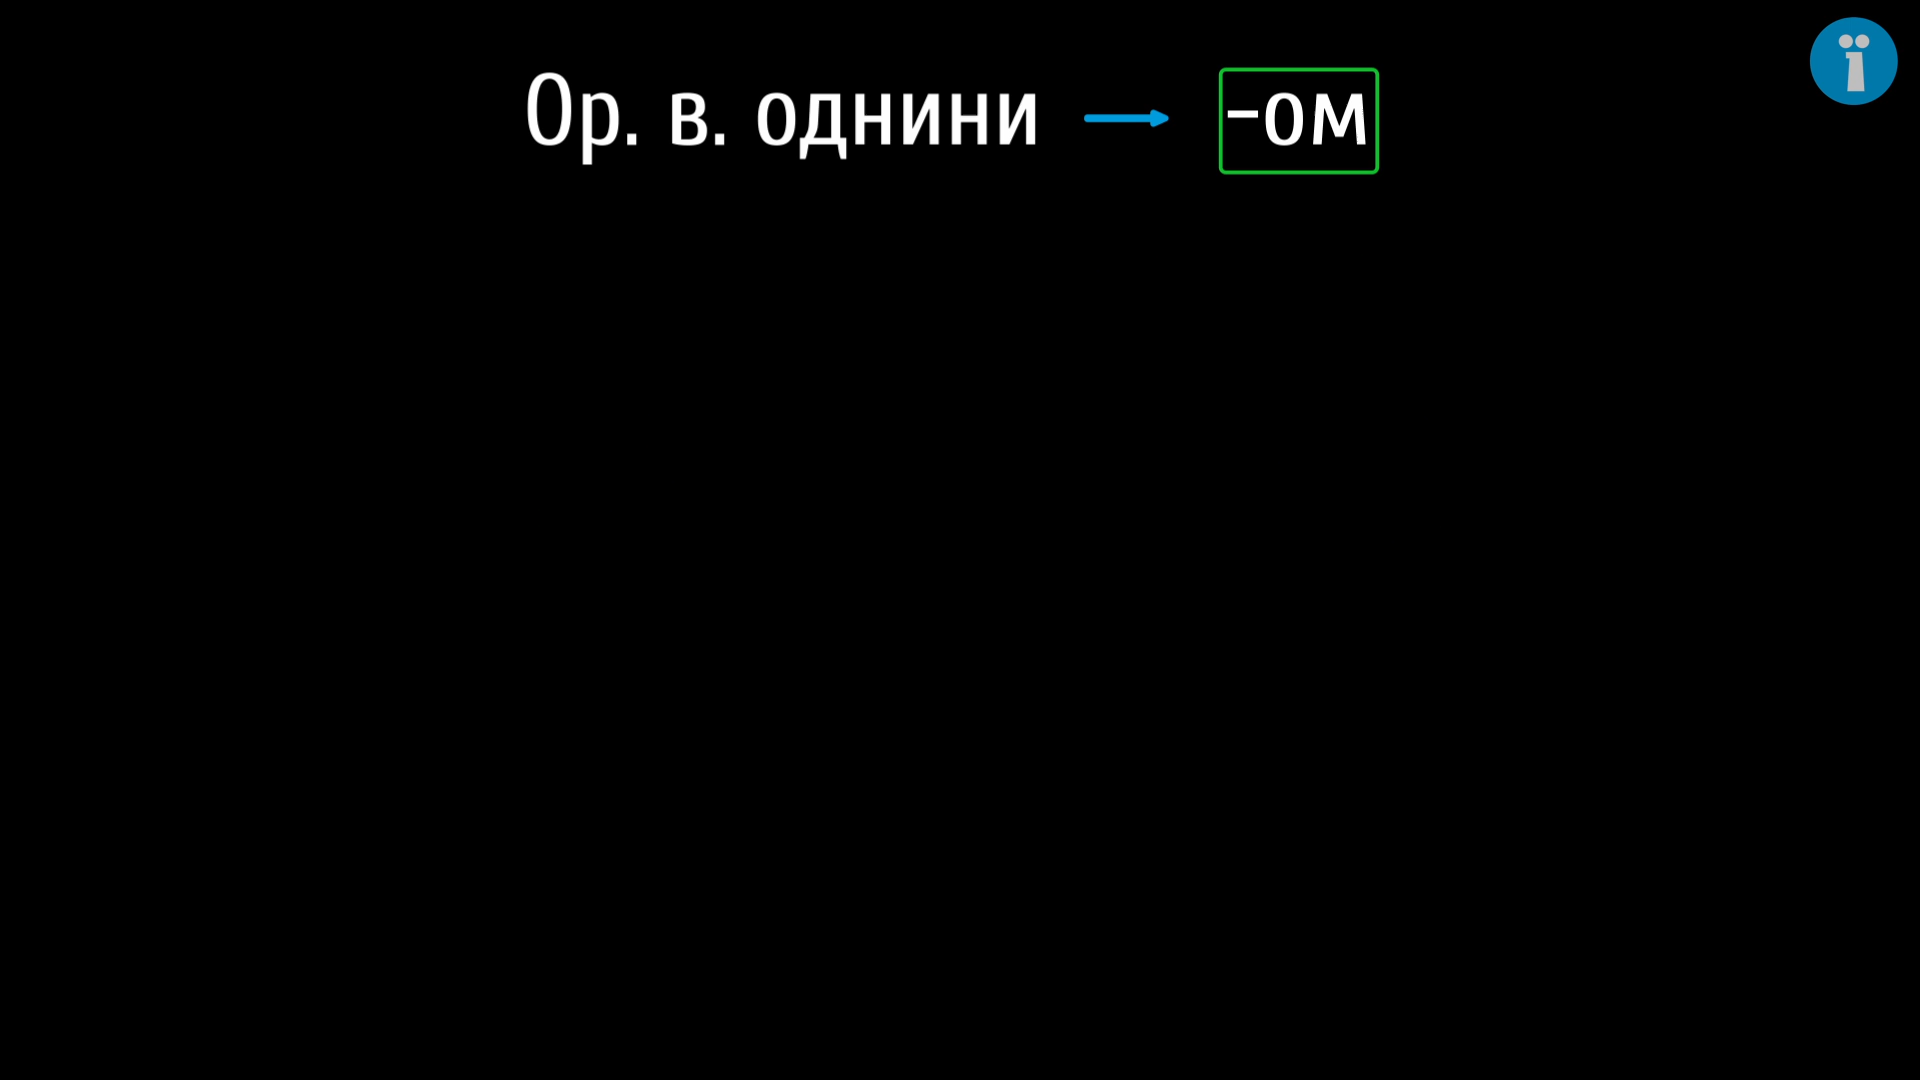 Ор. в. однини → -ом
ї